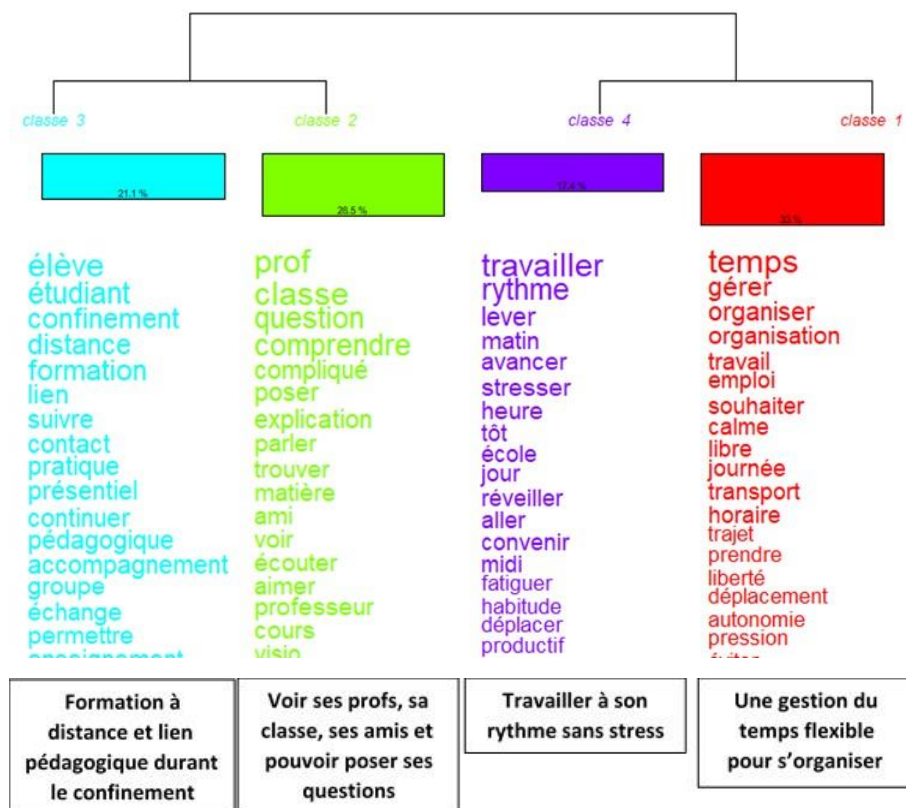 classe 3
classe 2
classe 4
classe 1
21.1 %
26.5 %
17.4 %
33 %
élève
étudiant
confinement
distance
formation
lien
suivre
contact
pratique
présentiel
continuer
pédagogique
accompagnement
groupe
échange
permettre
enseignement
prof
classe
question
comprendre
compliqué
poser
explication
parler
trouver
matière
ami
voir
écouter
aimer
professeur
cours
visio
travailler
rythme
lever
matin
avancer
stresser
heure
tôt
école
jour
réveiller
aller
convenir
midi
fatiguer
habitude
déplacer
productif
temps
gérer
organiser
organisation
travail
emploi
souhaiter
calme
libre
journée
transport
horaire
trajet
prendre
liberté
déplacement
autonomie
pression
éviter
Formation à
distance et lien
pédagogique durant
le confinement
Voir ses profs, sa
classe, ses amis et
pouvoir poser ses
questions
Travailler à son
rythme sans stress
Une gestion du
temps flexible
pour s’organiser